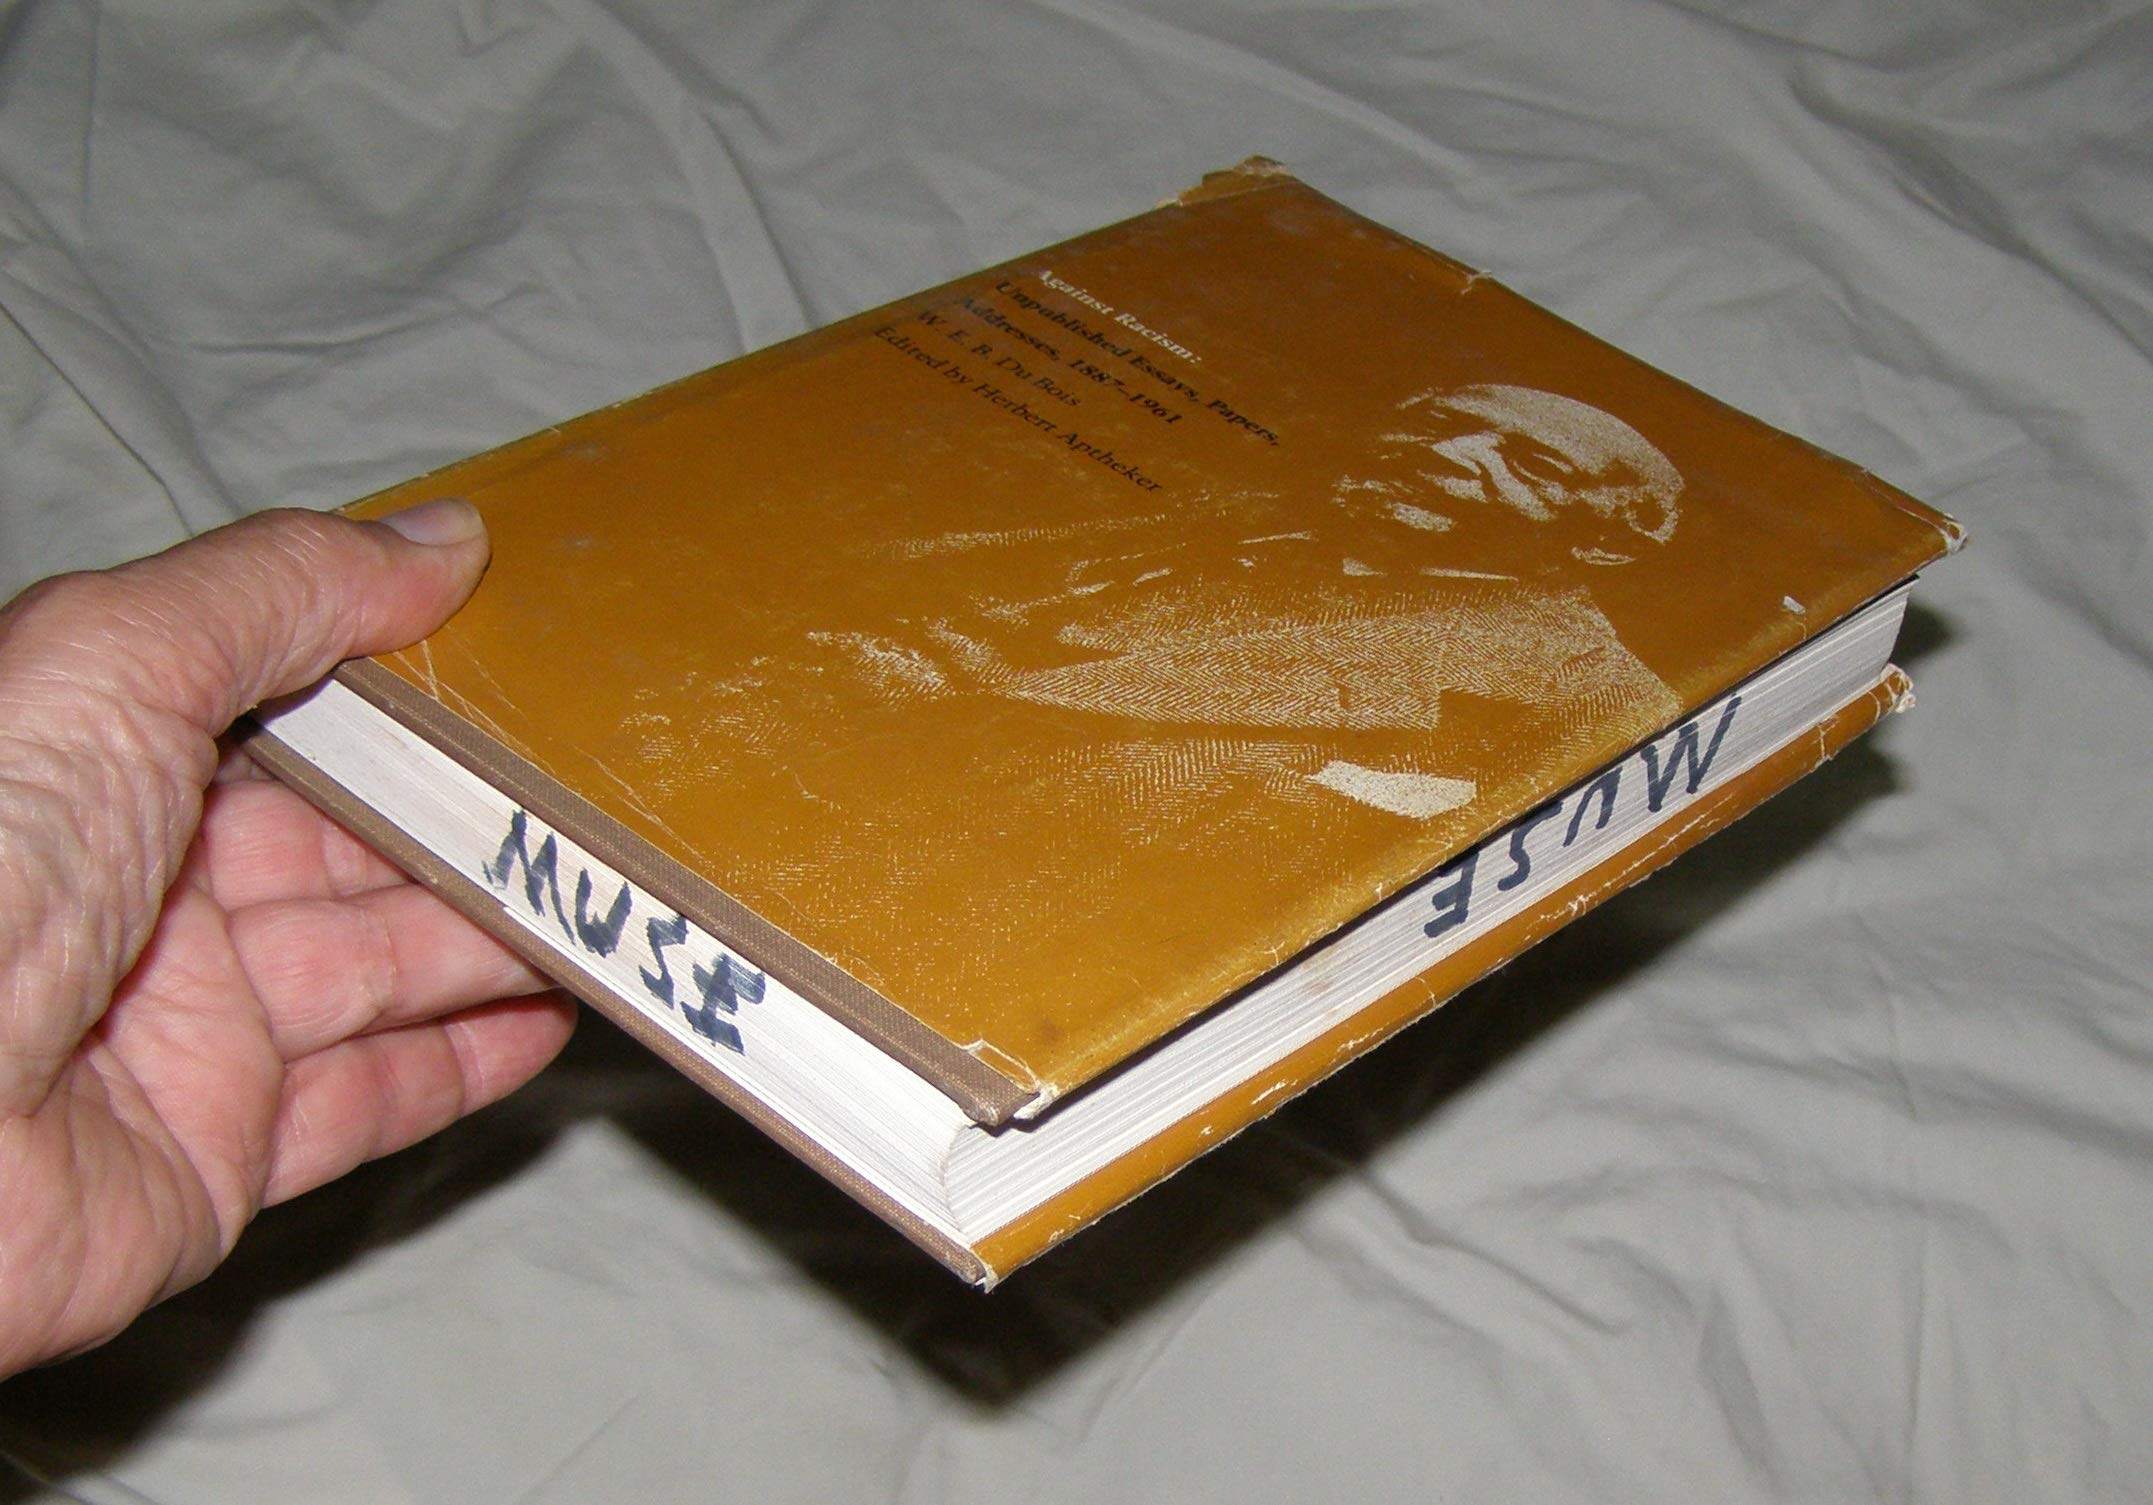 Against Racism:
Unpublished Essays, Papers,
Addresses, 1887–1961
W. E. B. Du Bois
Edited by Herbert Aptheker
MUSE
MUSE